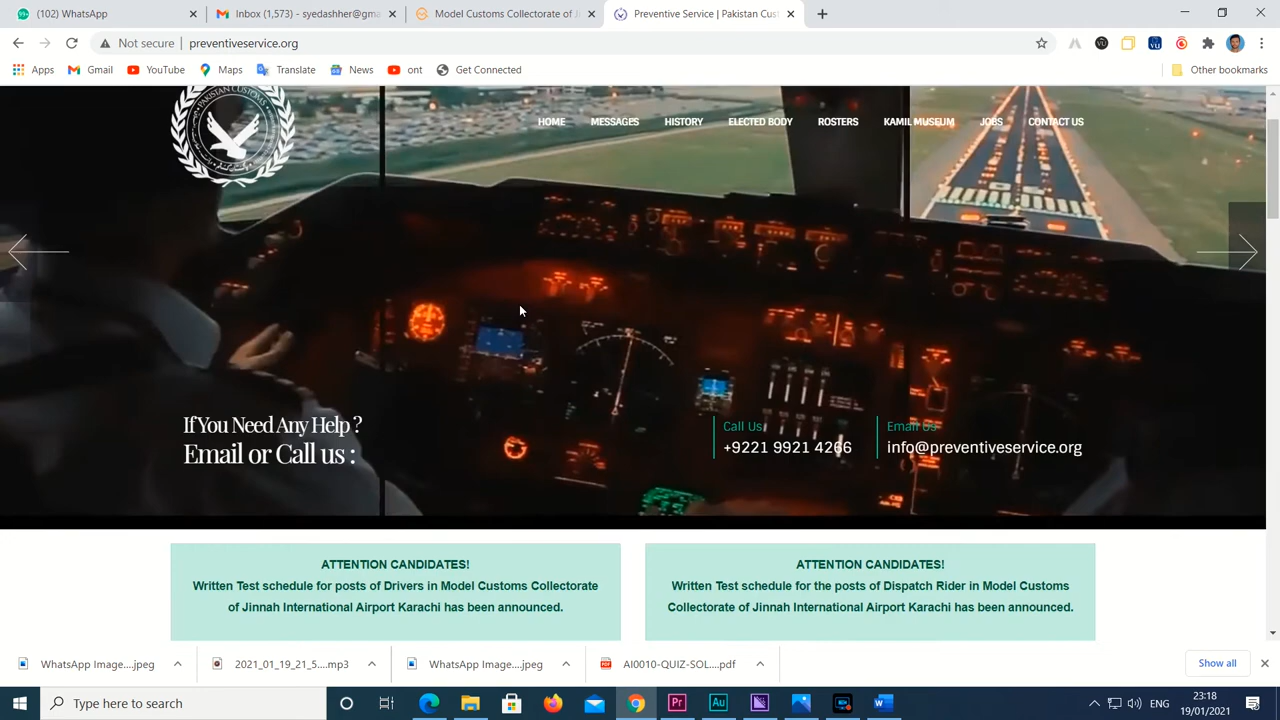 (102) WhatsApp
Inbox (1,573) - syedashher@gma
Model Customs Collectorate of J
Preventive Service | Pakistan Cust
Not secure
preventiveservice.org
Apps
Gmail
YouTube
Maps
Translate
News
ont
Get Connected
Other bookmarks
PAKISTAN CUSTOMS
HOME
MESSAGES
HISTORY
ELECTED BODY
ROSTERS
KAMIL MUSEUM
JOBS
CONTACT US
If You Need Any Help ?
Email or Call us :
Call Us
+9221 9921 4266
Email Us
info@preventiveservice.org
ATTENTION CANDIDATES!
Written Test schedule for posts of Drivers in Model Customs Collectorate
of Jinnah International Airport Karachi has been announced.
ATTENTION CANDIDATES!
Written Test schedule for the posts of Dispatch Rider in Model Customs
Collectorate of Jinnah International Airport Karachi has been announced.
WhatsApp Image....jpeg
2021_01_19_21_5....mp3
WhatsApp Image....jpeg
AI0010-QUIZ-SOL....pdf
Show all
Type here to search
ENG
23:18
19/01/2021